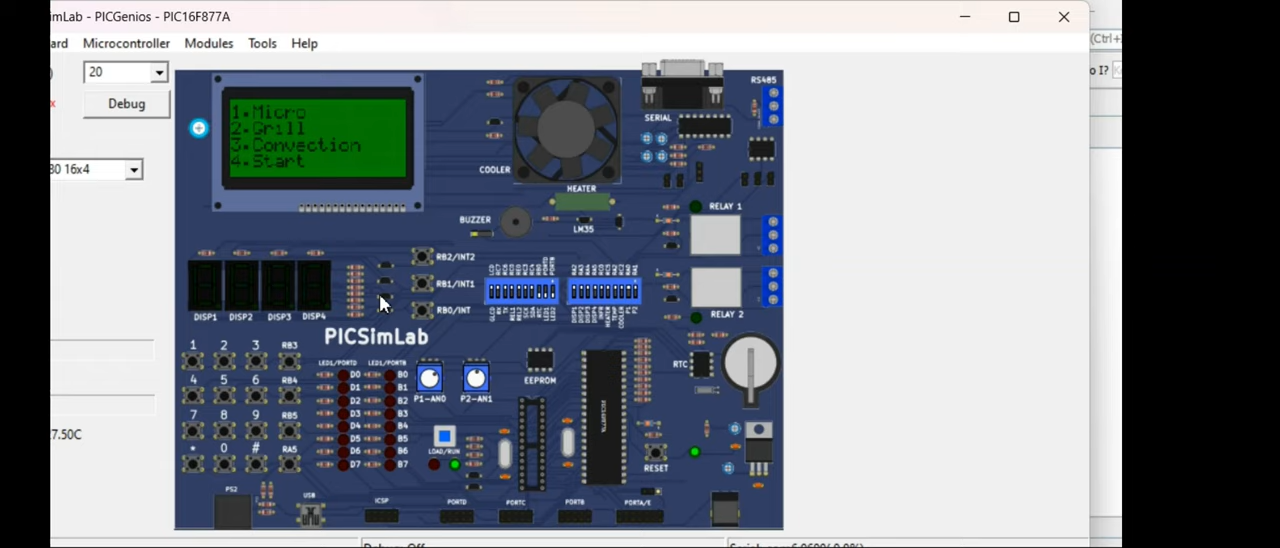 imLab - PICGenios - PIC16F877A
ard Microcontroller Modules Tools Help
20
Debug
80 16x4
7.50C
1.Micro
2.Grill
3.Convection
4.Start
COOLER
HEATER
BUZZER
LM35
SERIAL
RS485
RELAY 1
RELAY 2
RB2/INT2
RB1/INT1
RB0/INT
DISP1 DISP2 DISP3 DISP4
PICSimLab
1 2 3 RB3
4 5 6 RB4
7 8 9 RB5
* 0 # RA5
LED1/PORTD LED1/PORTB
D0 B0
D1 B1
D2 B2
D3 B3
D4 B4
D5 B5
D6 B6
D7 B7
P1-AN0 P2-AN1
EEPROM
RTC
LOAD/RUN
RESET
PS2 USB ICSP PORTD PORTC PORTB PORTA/E
(Ctrl+
o I?